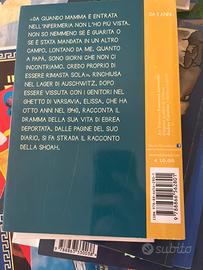 «DA QUANDO MAMMA È ENTRATA
NELL'INFERMERIA NON L'HO PIÙ VISTA.
NON SO NEMMENO SE È GUARITA O
SE È STATA MANDATA IN UN ALTRO
CAMPO, LONTANO DA ME. QUANTO
A PAPÀ, SONO GIORNI CHE NON CI
INCONTRIAMO. CREDO PROPRIO DI
ESSERE RIMASTA SOLA». RINCHIUSA
NEL LAGER DI AUSCHWITZ, DOPO
ESSERE VISSUTA CON I GENITORI NEL
GHETTO DI VARSAVIA, ELISSA, CHE HA
OTTO ANNI NEL 1940, RACCONTA IL
DRAMMA DELLA SUA VITA DI EBREA
DEPORTATA. DALLE PAGINE DEL SUO
DIARIO, SI FA STRADA IL RACCONTO
DELLA SHOAH.
ANNI
€ 10,00
Subito